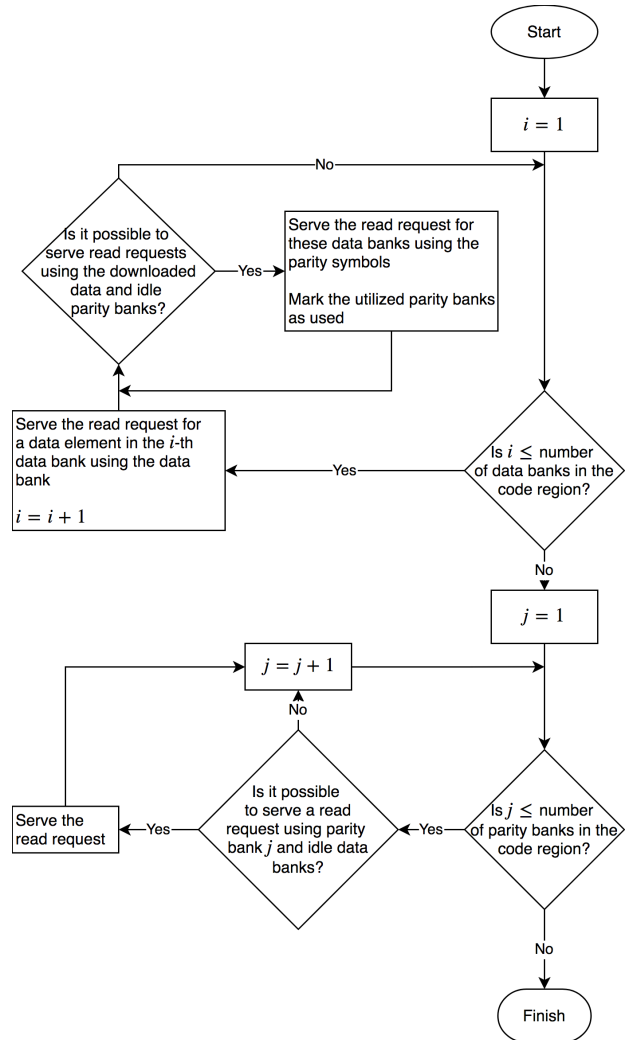 Start
i = 1
No
Is it possible to
serve read requests
using the downloaded
data and idle
parity banks?
Yes
Serve the read request for
these data banks using the
parity symbols
Mark the utilized parity banks
as used
Serve the read request for
a data element in the i-th
data bank using the data
bank
i = i + 1
Yes
Is i ≤ number
of data banks in the
code region?
No
j = 1
j = j + 1
No
Is it possible
to serve a read
request using parity
bank j and idle data
banks?
Yes
Serve the
read request
Yes
Is j ≤ number
of parity banks in the
code region?
No
Finish